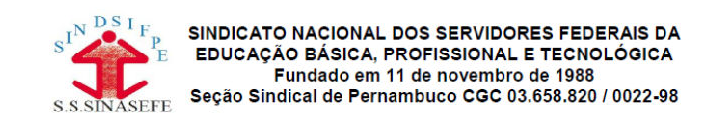 SINDSIFPE
S.S.SINASEFE
SINDICATO NACIONAL DOS SERVIDORES FEDERAIS DA
EDUCAÇÃO BÁSICA, PROFISSIONAL E TECNOLÓGICA
Fundado em 11 de novembro de 1988
Seção Sindical de Pernambuco CGC 03.658.820 / 0022-98